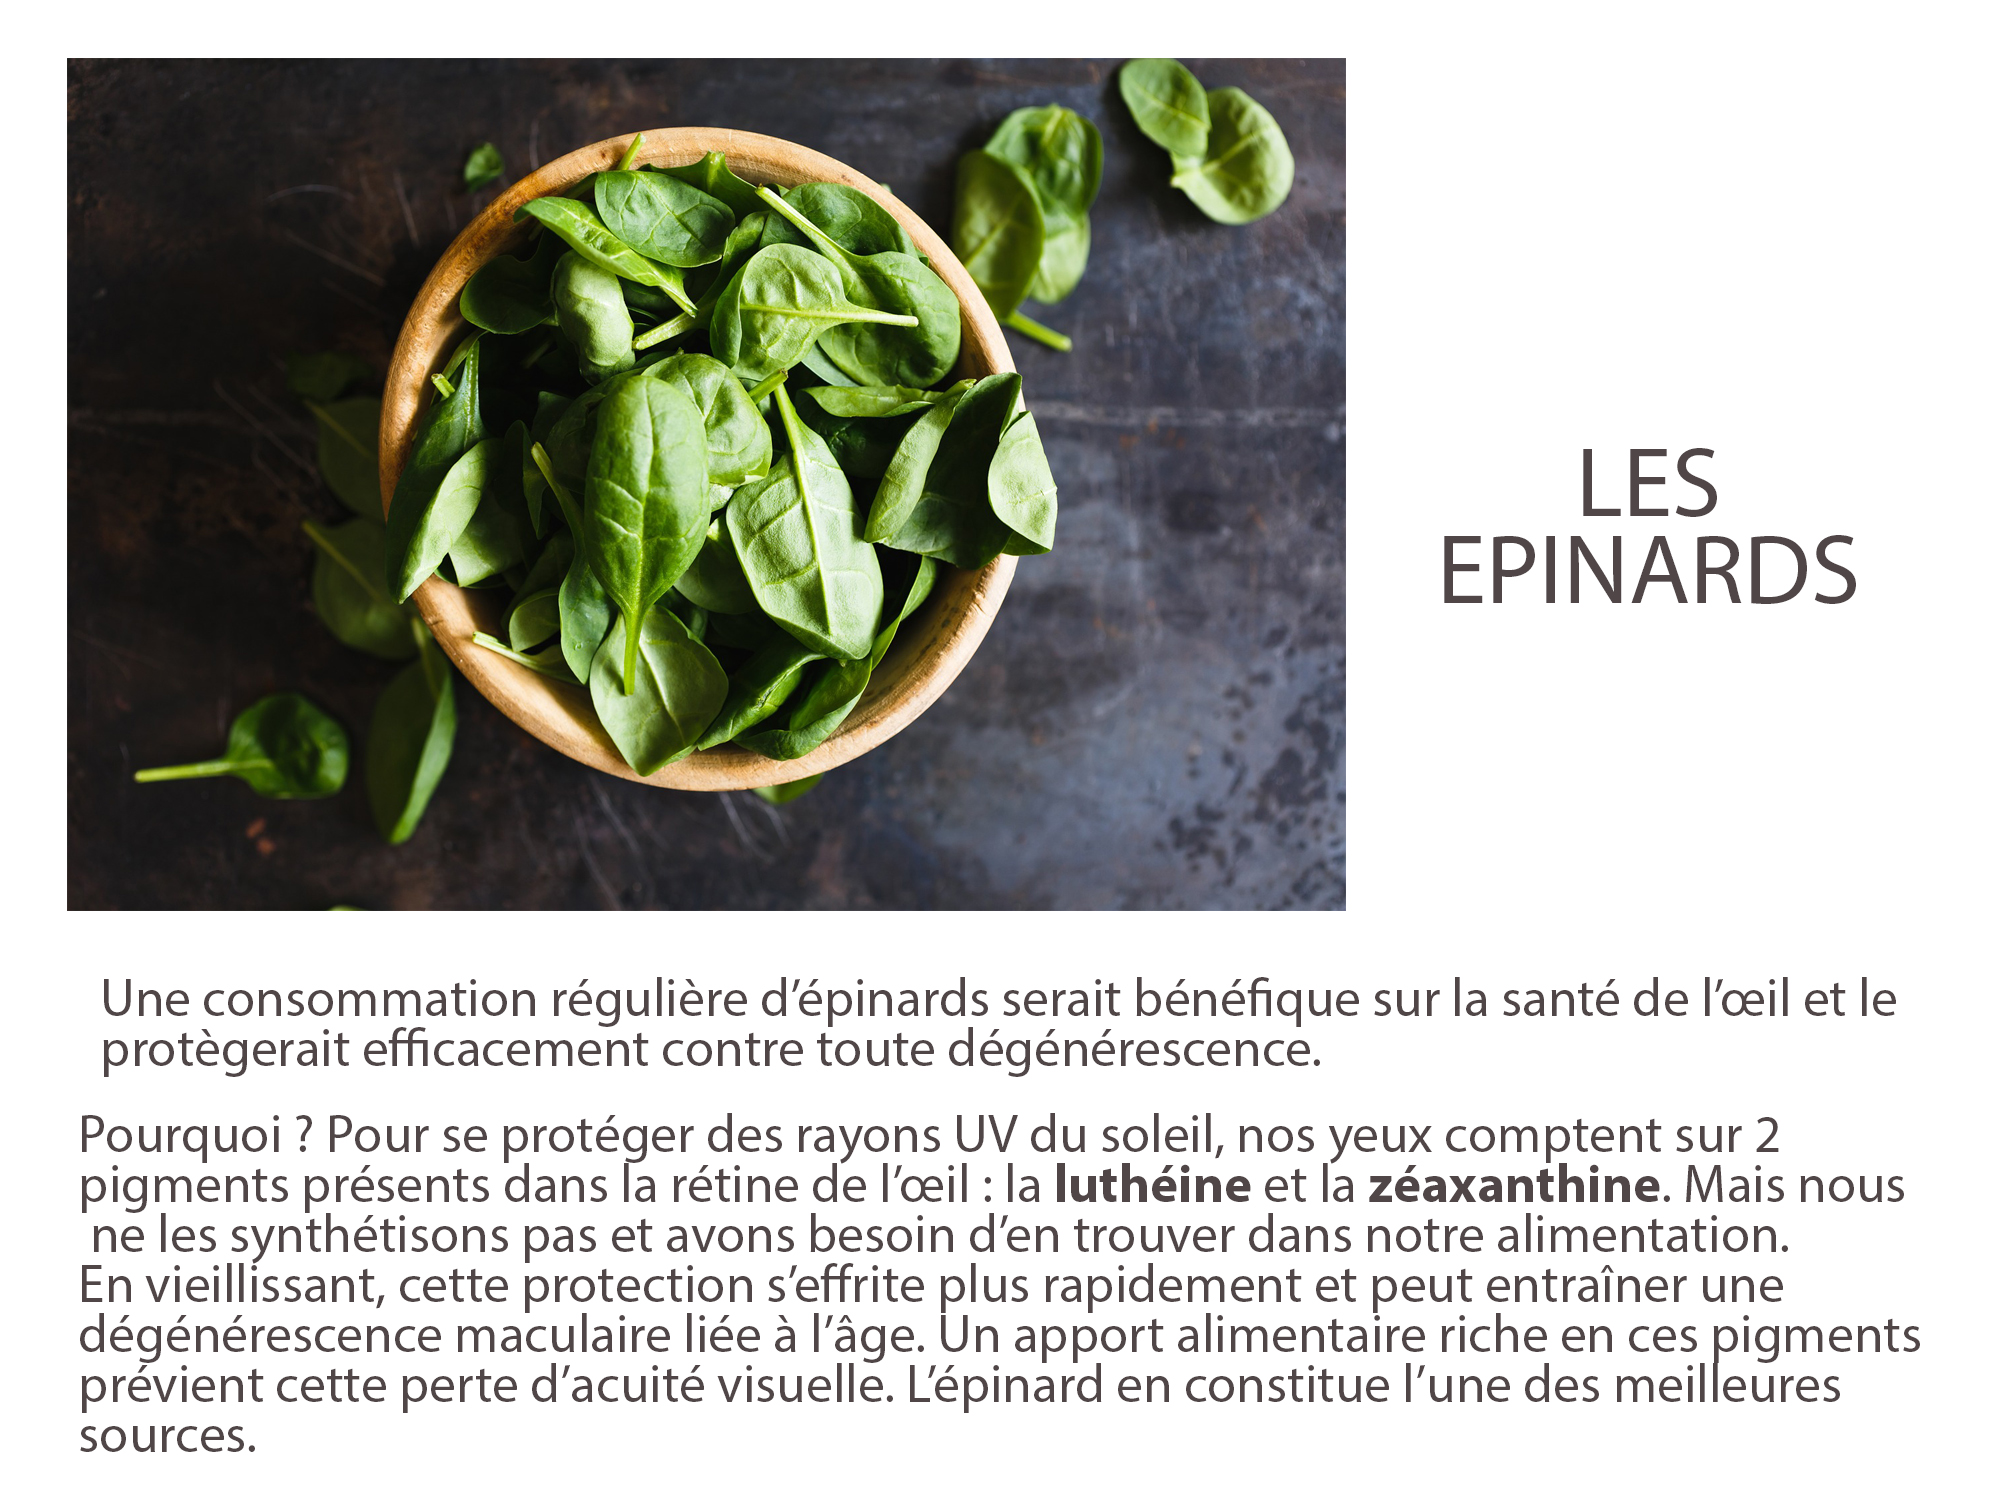 LES
EPINARDS
Une consommation régulière d’épinards serait bénéfique sur la santé de l’œil et le
protègerait efficacement contre toute dégénérescence.
Pourquoi ? Pour se protéger des rayons UV du soleil, nos yeux comptent sur 2
pigments présents dans la rétine de l’œil : la luthéine et la zéaxanthine. Mais nous
ne les synthétisons pas et avons besoin d’en trouver dans notre alimentation.
En vieillissant, cette protection s’effrite plus rapidement et peut entraîner une
dégénérescence maculaire liée à l’âge. Un apport alimentaire riche en ces pigments
prévient cette perte d’acuité visuelle. L’épinard en constitue l’une des meilleures
sources.